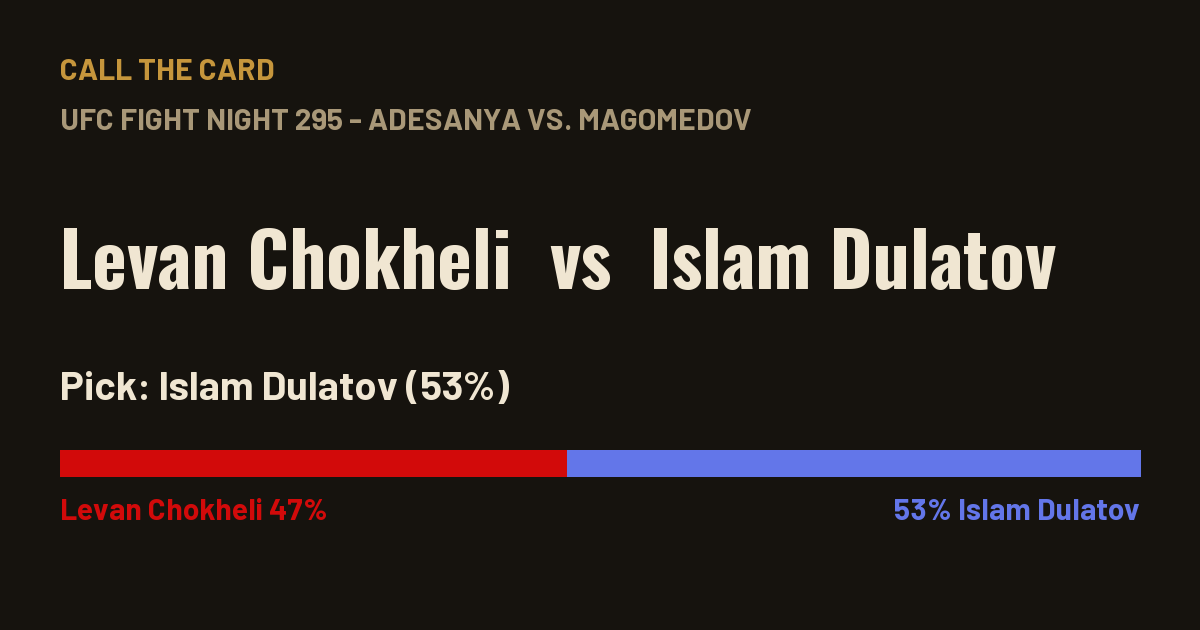 CALL THE CARD
UFC FIGHT NIGHT 295 - ADESANYA VS. MAGOMEDOV
Levan Chokheli vs Islam Dulatov
Pick: Islam Dulatov (53%)
Levan Chokheli 47%
53% Islam Dulatov